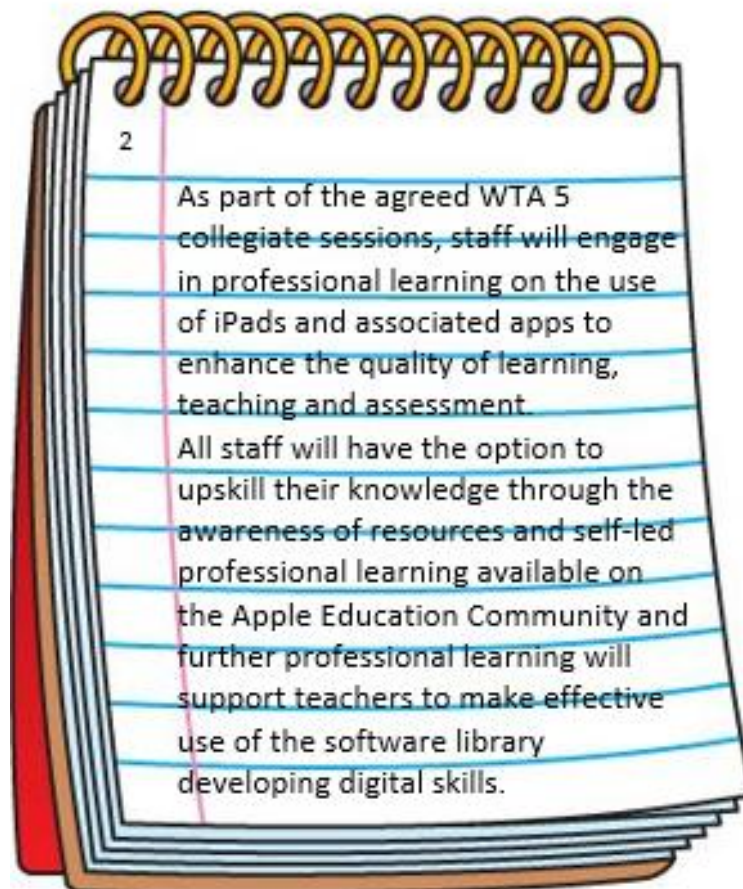 2
As part of the agreed WTA 5
collegiate sessions, staff will engage
in professional learning on the use
of iPads and associated apps to
enhance the quality of learning,
teaching and assessment.
All staff will have the option to
upskill their knowledge through the
awareness of resources and self-led
professional learning available on
the Apple Education Community and
further professional learning will
support teachers to make effective
use of the software library
developing digital skills.